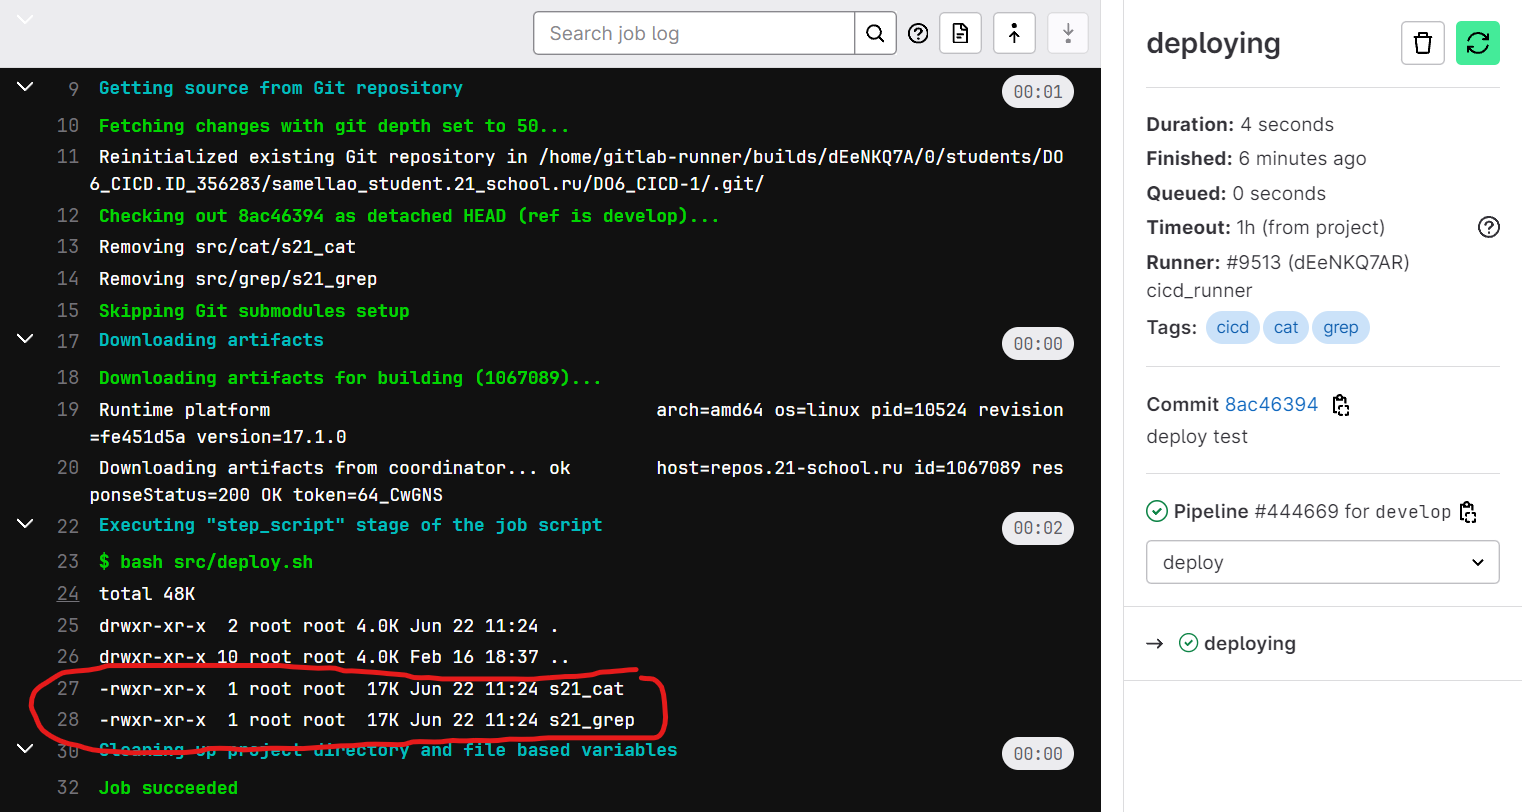 Search job log
9 Getting source from Git repository 00:01
10 Fetching changes with git depth set to 50...
11 Reinitialized existing Git repository in /home/gitlab-runner/builds/dEeNKQ7A/0/students/DO
6_CICD.ID_356283/samellao_student.21_school.ru/DO6_CICD-1/.git/
12 Checking out 8ac46394 as detached HEAD (ref is develop)...
13 Removing src/cat/s21_cat
14 Removing src/grep/s21_grep
15 Skipping Git submodules setup
17 Downloading artifacts 00:00
18 Downloading artifacts for building (1067089)...
19 Runtime platform arch=amd64 os=linux pid=10524 revision
=fe451d5a version=17.1.0
20 Downloading artifacts from coordinator... ok host=repos.21-school.ru id=1067089 res
ponseStatus=200 OK token=64_CwGNS
22 Executing "step_script" stage of the job script 00:02
23 $ bash src/deploy.sh
24 total 48K
25 drwxr-xr-x 2 root root 4.0K Jun 22 11:24 .
26 drwxr-xr-x 10 root root 4.0K Feb 16 18:37 ..
27 -rwxr-xr-x 1 root root 17K Jun 22 11:24 s21_cat
28 -rwxr-xr-x 1 root root 17K Jun 22 11:24 s21_grep
30 Cleaning up project directory and file based variables 00:00
32 Job succeeded
deploying
Duration: 4 seconds
Finished: 6 minutes ago
Queued: 0 seconds
Timeout: 1h (from project)
Runner: #9513 (dEeNKQ7AR)
cicd_runner
Tags: cicd cat grep
Commit 8ac46394
deploy test
Pipeline #444669 for develop
deploy
→ deploying